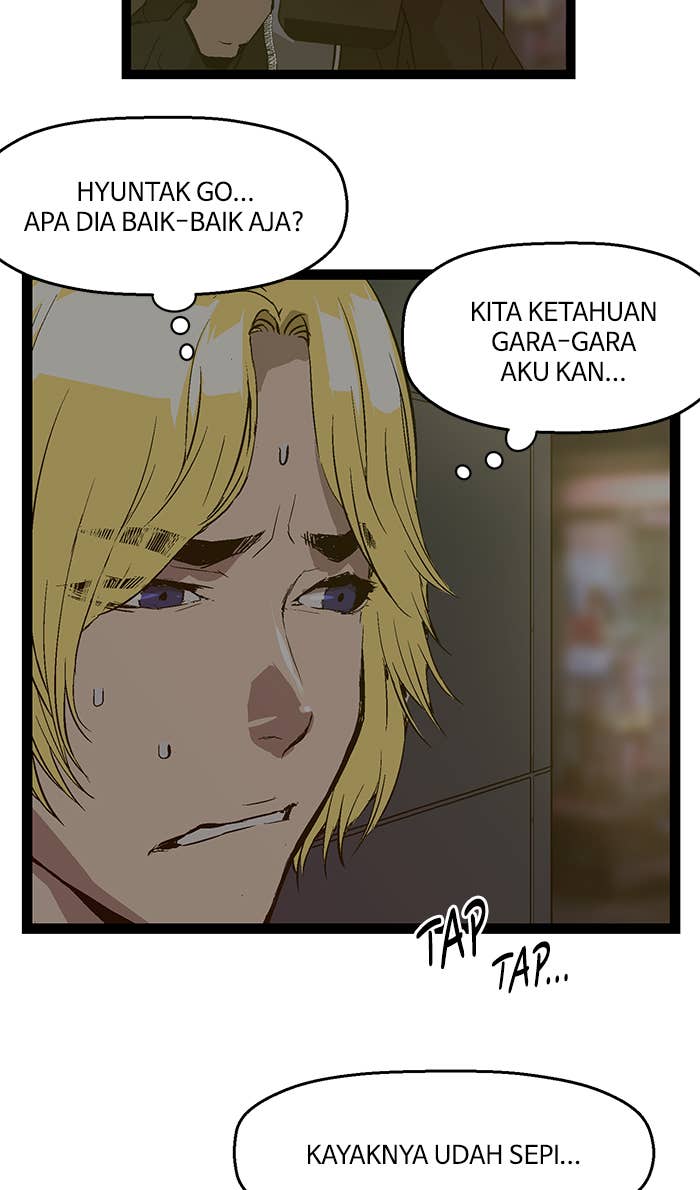 HYUNTAK GO...
APA DIA BAIK-BAIK AJA?
KITA KETAHUAN
GARA-GARA
AKU KAN...
TAP
TAP...
KAYAKNYA UDAH SEPI...